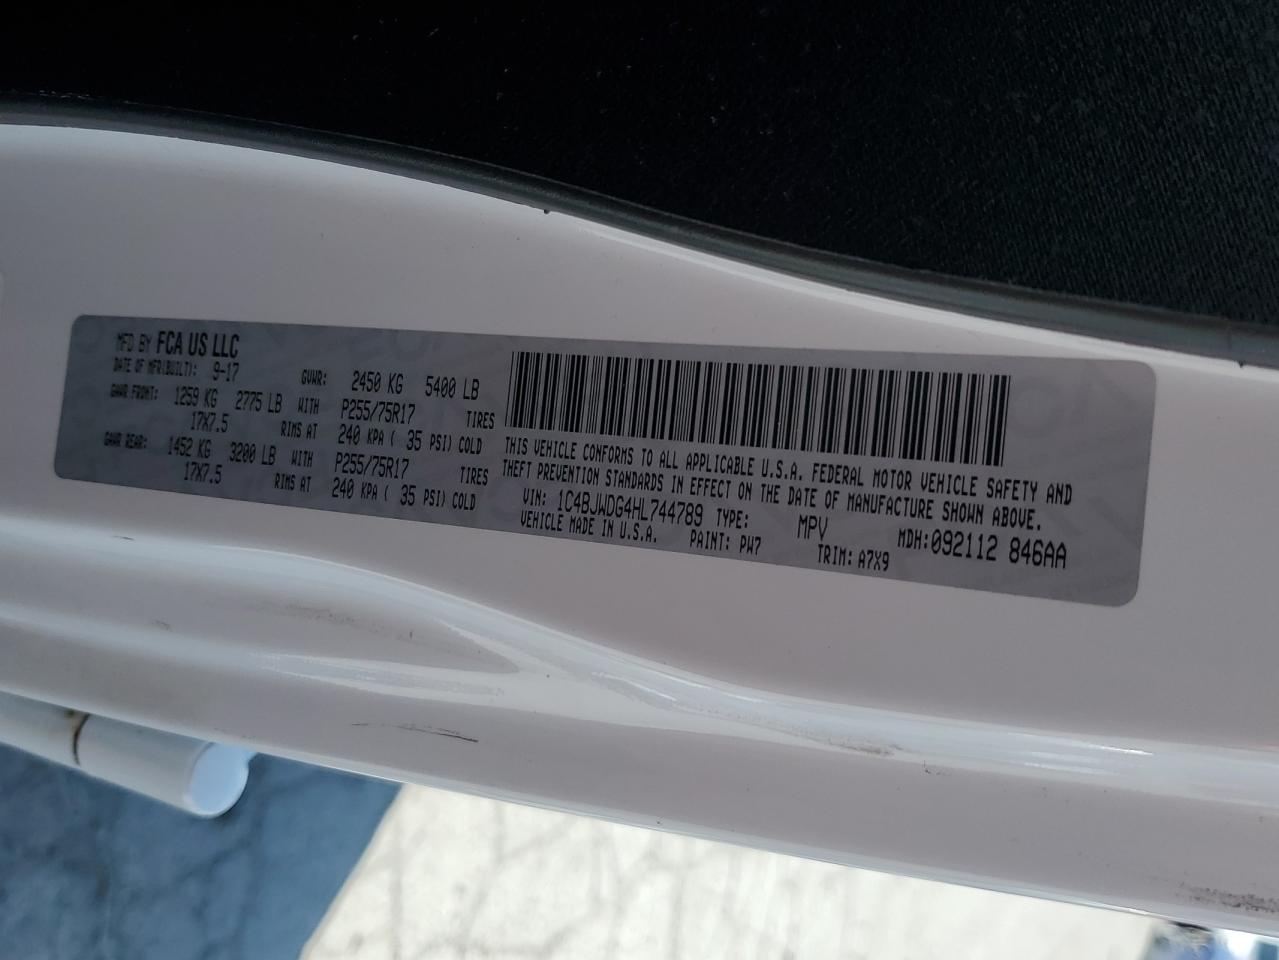 MFD BY FCA US LLC
DATE OF MFR(BUILT): 9-17 GVWR: 2450 KG 5400 LB
GAWR FRONT: 1259 KG 2775 LB WITH P255/75R17 TIRES
17X7.5 RIMS AT 240 KPA ( 35 PSI) COLD
GAWR REAR: 1452 KG 3200 LB WITH P255/75R17 TIRES
17X7.5 RIMS AT 240 KPA ( 35 PSI) COLD
THIS VEHICLE CONFORMS TO ALL APPLICABLE U.S.A. FEDERAL MOTOR VEHICLE SAFETY AND
THEFT PREVENTION STANDARDS IN EFFECT ON THE DATE OF MANUFACTURE SHOWN ABOVE.
VIN: 1C4BJWDG4HL744789 TYPE: MPV MDH:092112 846AA
VEHICLE MADE IN U.S.A. PAINT: PW7 TRIM: A7X9